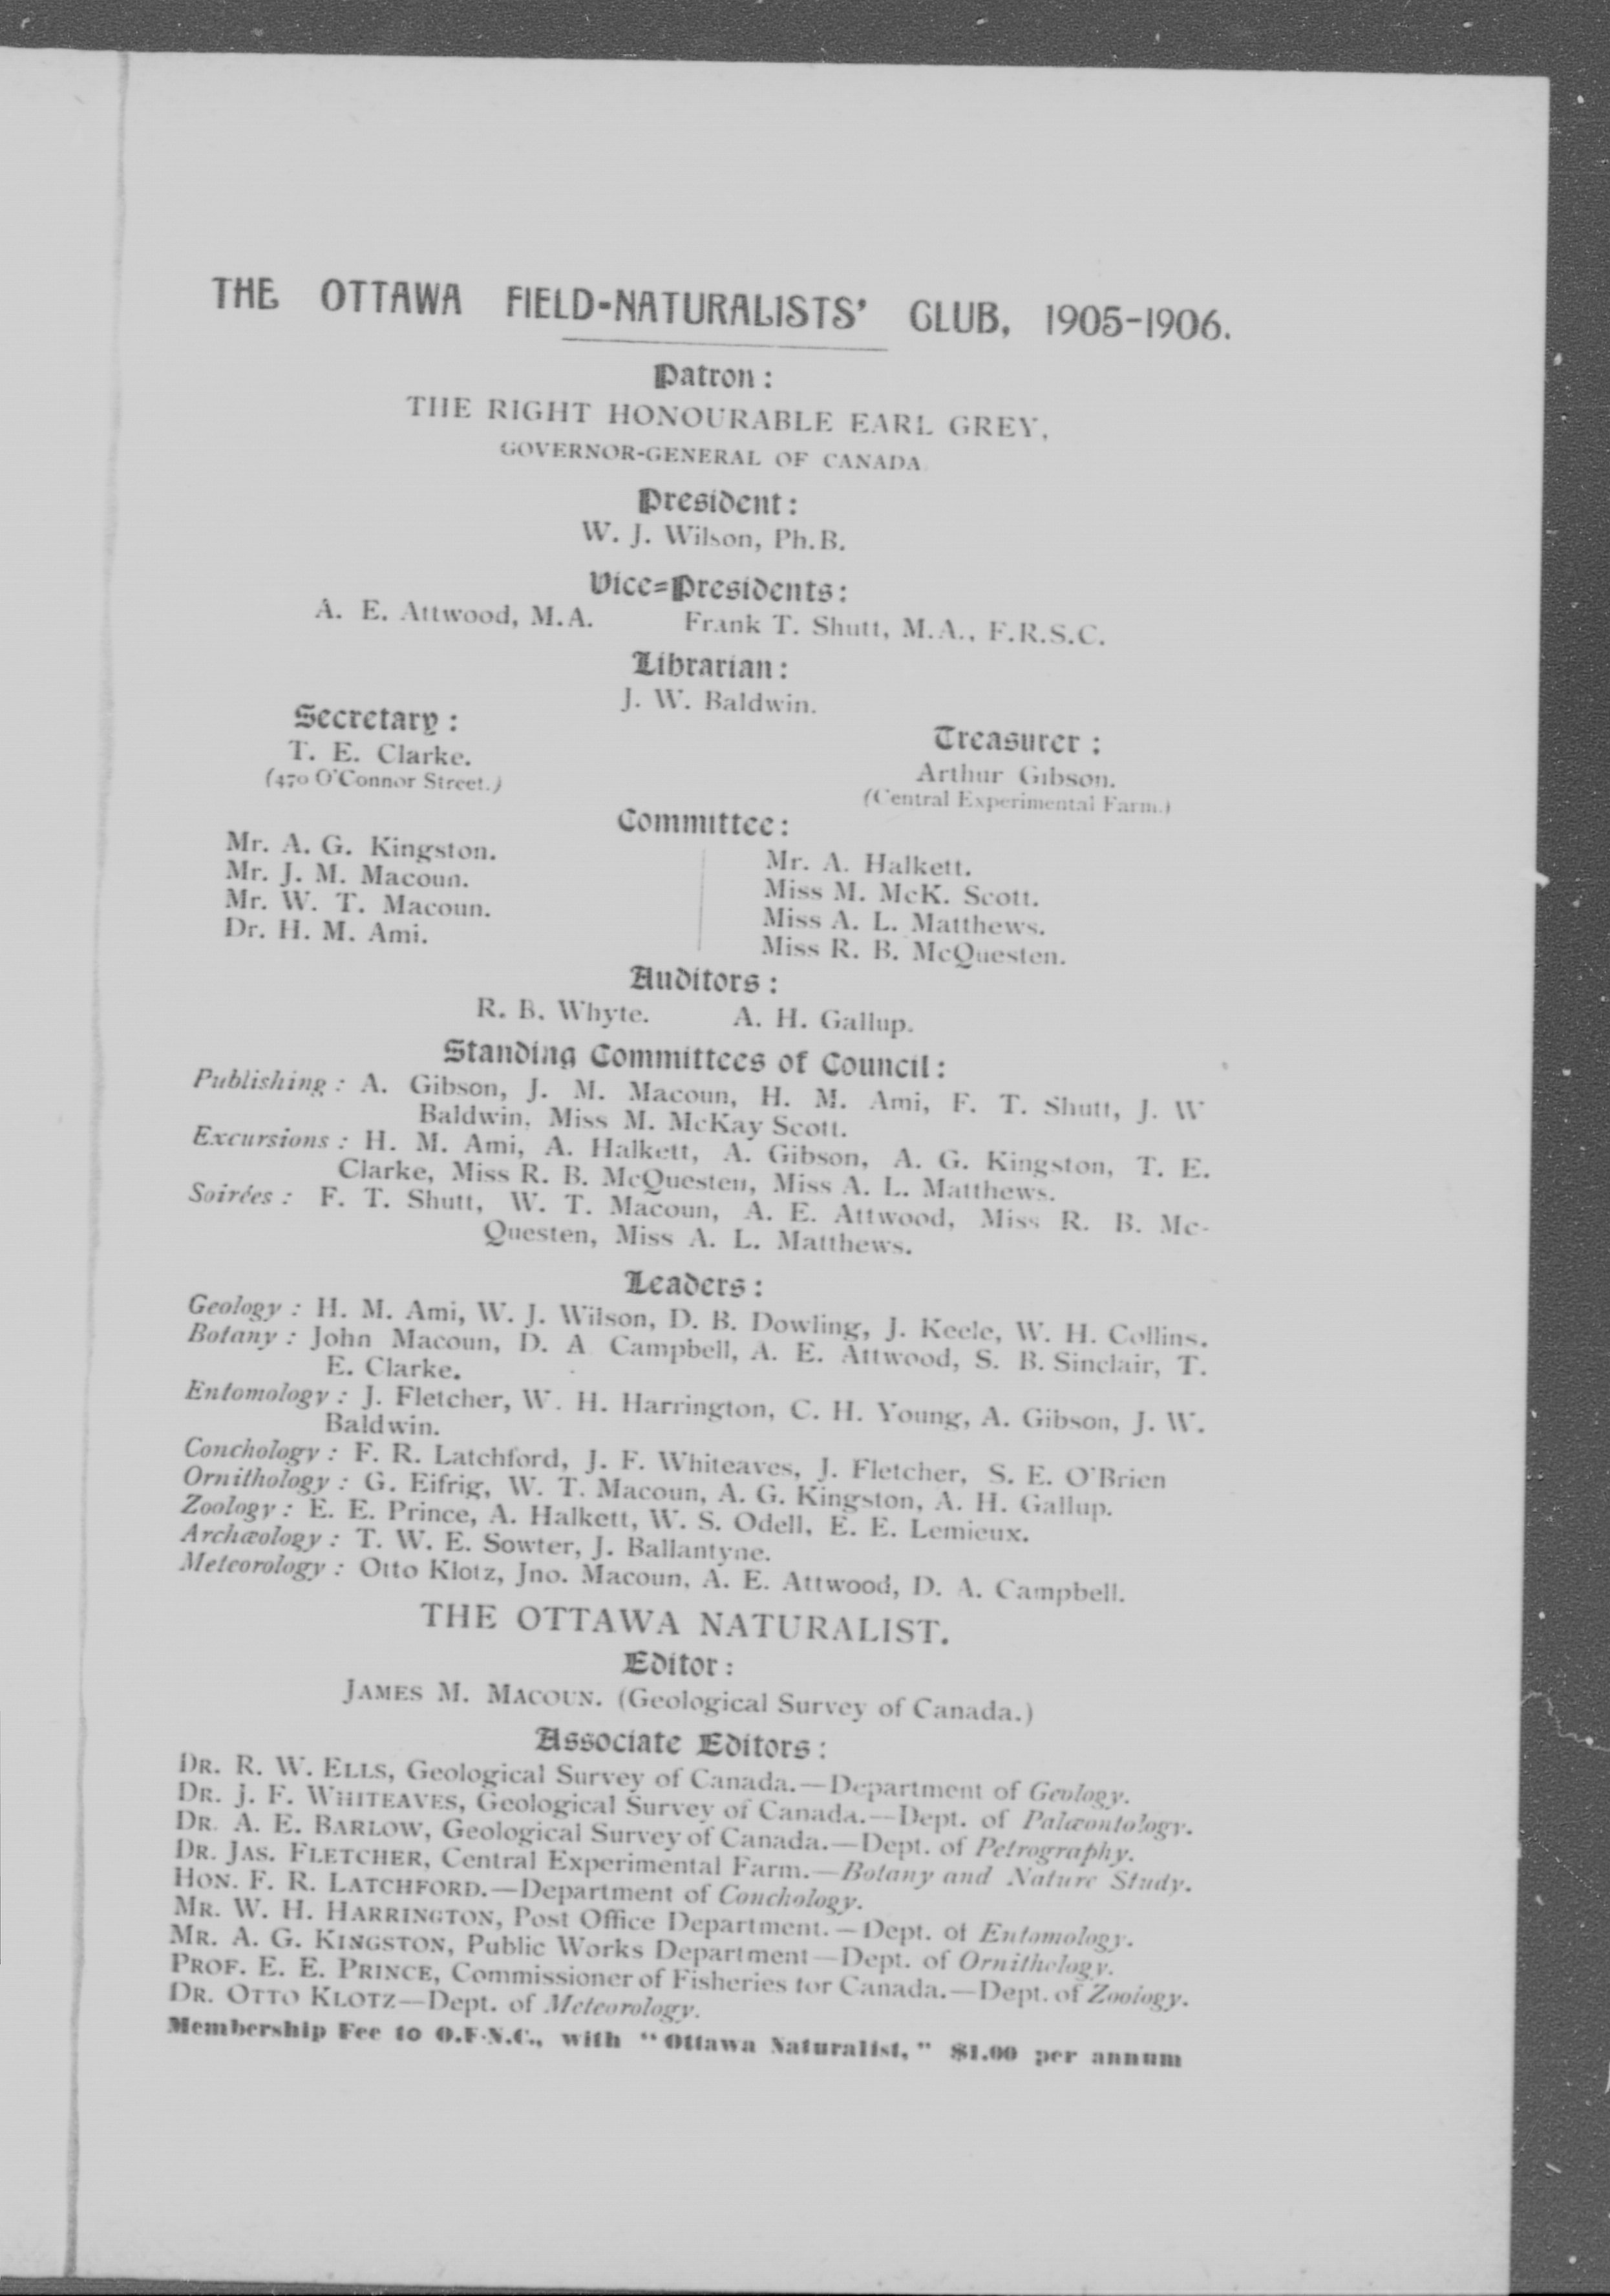 THE OTTAWA FIELD-NATURALISTS' CLUB, 1905-1906.
Patron:
THE RIGHT HONOURABLE EARL GREY,
GOVERNOR-GENERAL OF CANADA
President:
W. J. Wilson, Ph.B.
Vice-Presidents:
A. E. Attwood, M.A. Frank T. Shutt, M.A., F.R.S.C.
Librarian:
J. W. Baldwin.
Secretary:
T. E. Clarke.
(470 O'Connor Street.)
Treasurer:
Arthur Gibson.
(Central Experimental Farm.)
Committee:
Mr. A. G. Kingston.
Mr. J. M. Macoun.
Mr. W. T. Macoun.
Dr. H. M. Ami.
Mr. A. Halkett.
Miss M. McK. Scott.
Miss A. L. Matthews.
Miss R. B. McQuesten.
Auditors:
R. B. Whyte. A. H. Gallup.
Standing Committees of Council:
Publishing: A. Gibson, J. M. Macoun, H. M. Ami, F. T. Shutt, J. W
Baldwin, Miss M. McKay Scott.
Excursions: H. M. Ami, A. Halkett, A. Gibson, A. G. Kingston, T. E.
Clarke, Miss R. B. McQuesten, Miss A. L. Matthews.
Soirées: F. T. Shutt, W. T. Macoun, A. E. Attwood, Miss R. B. Mc-
Questen, Miss A. L. Matthews.
Leaders:
Geology: H. M. Ami, W. J. Wilson, D. B. Dowling, J. Keele, W. H. Collins.
Botany: John Macoun, D. A Campbell, A. E. Attwood, S. B. Sinclair, T.
E. Clarke.
Entomology: J. Fletcher, W. H. Harrington, C. H. Young, A. Gibson, J. W.
Baldwin.
Conchology: F. R. Latchford, J. F. Whiteaves, J. Fletcher, S. E. O'Brien
Ornithology: G. Eifrig, W. T. Macoun, A. G. Kingston, A. H. Gallup.
Zoology: E. E. Prince, A. Halkett, W. S. Odell, E. E. Lemieux.
Archæology: T. W. E. Sowter, J. Ballantyne.
Meteorology: Otto Klotz, Jno. Macoun, A. E. Attwood, D. A. Campbell.
THE OTTAWA NATURALIST.
Editor:
JAMES M. MACOUN. (Geological Survey of Canada.)
Associate Editors:
DR. R. W. ELLS, Geological Survey of Canada.—Department of Geology.
DR. J. F. WHITEAVES, Geological Survey of Canada.—Dept. of Palæontology.
DR. A. E. BARLOW, Geological Survey of Canada.—Dept. of Petrography.
DR. JAS. FLETCHER, Central Experimental Farm.—Botany and Nature Study.
HON. F. R. LATCHFORD.—Department of Conchology.
MR. W. H. HARRINGTON, Post Office Department.—Dept. of Entomology.
MR. A. G. KINGSTON, Public Works Department—Dept. of Ornithology.
PROF. E. E. PRINCE, Commissioner of Fisheries for Canada.—Dept. of Zoology.
DR. OTTO KLOTZ—Dept. of Meteorology.
Membership Fee to O.F.N.C., with "Ottawa Naturalist," $1.00 per annum